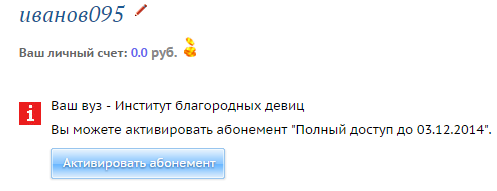 иванов095
Ваш личный счет: 0.0 руб.
Ваш вуз - Институт благородных девиц
Вы можете активировать абонемент "Полный доступ до 03.12.2014".
Активировать абонемент